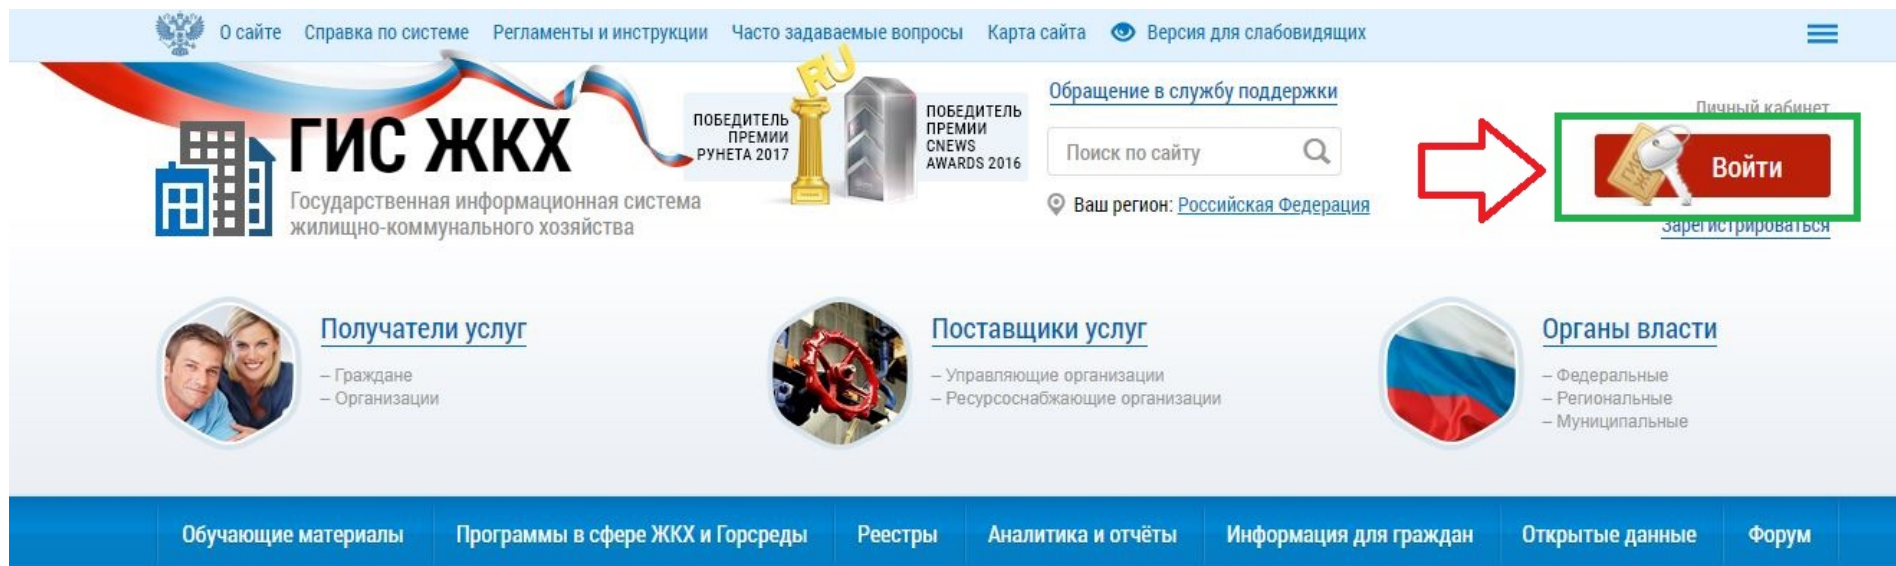 О сайте Справка по системе Регламенты и инструкции Часто задаваемые вопросы Карта сайта Версия для слабовидящих
ГИС ЖКХ
Государственная информационная система
жилищно-коммунального хозяйства
ПОБЕДИТЕЛЬ
ПРЕМИИ
РУНЕТА 2017
RU
ПОБЕДИТЕЛЬ
ПРЕМИИ
CNEWS
AWARDS 2016
Обращение в службу поддержки
Поиск по сайту
Ваш регион: Российская Федерация
Личный кабинет
ГИС
ЖК
Войти
Зарегистрироваться
Получатели услуг
– Граждане
– Организации
Поставщики услуг
– Управляющие организации
– Ресурсоснабжающие организации
Органы власти
– Федеральные
– Региональные
– Муниципальные
Обучающие материалы Программы в сфере ЖКХ и Горсреды Реестры Аналитика и отчёты Информация для граждан Открытые данные Форум